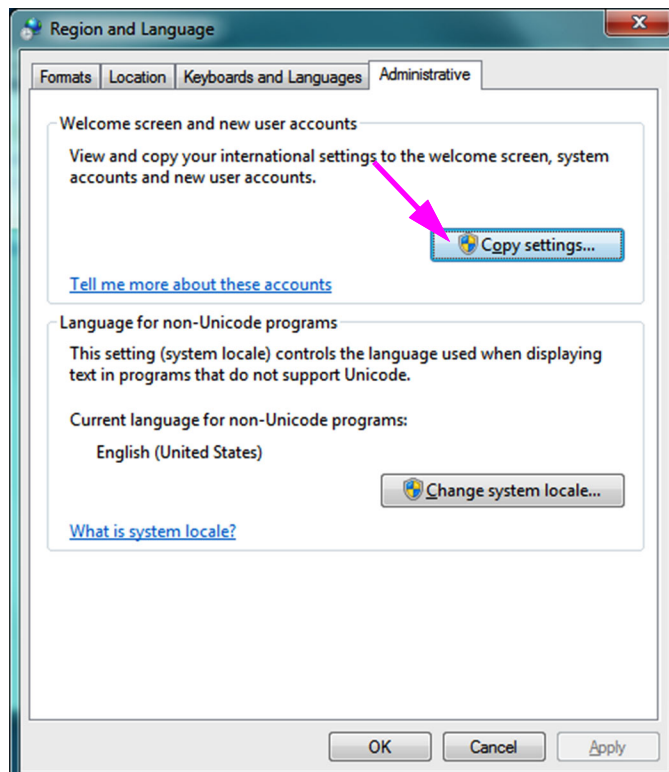 Region and Language
Formats Location Keyboards and Languages Administrative
Welcome screen and new user accounts
View and copy your international settings to the welcome screen, system
accounts and new user accounts.
Copy settings...
Tell me more about these accounts
Language for non-Unicode programs
This setting (system locale) controls the language used when displaying
text in programs that do not support Unicode.
Current language for non-Unicode programs:
English (United States)
Change system locale...
What is system locale?
OK Cancel Apply